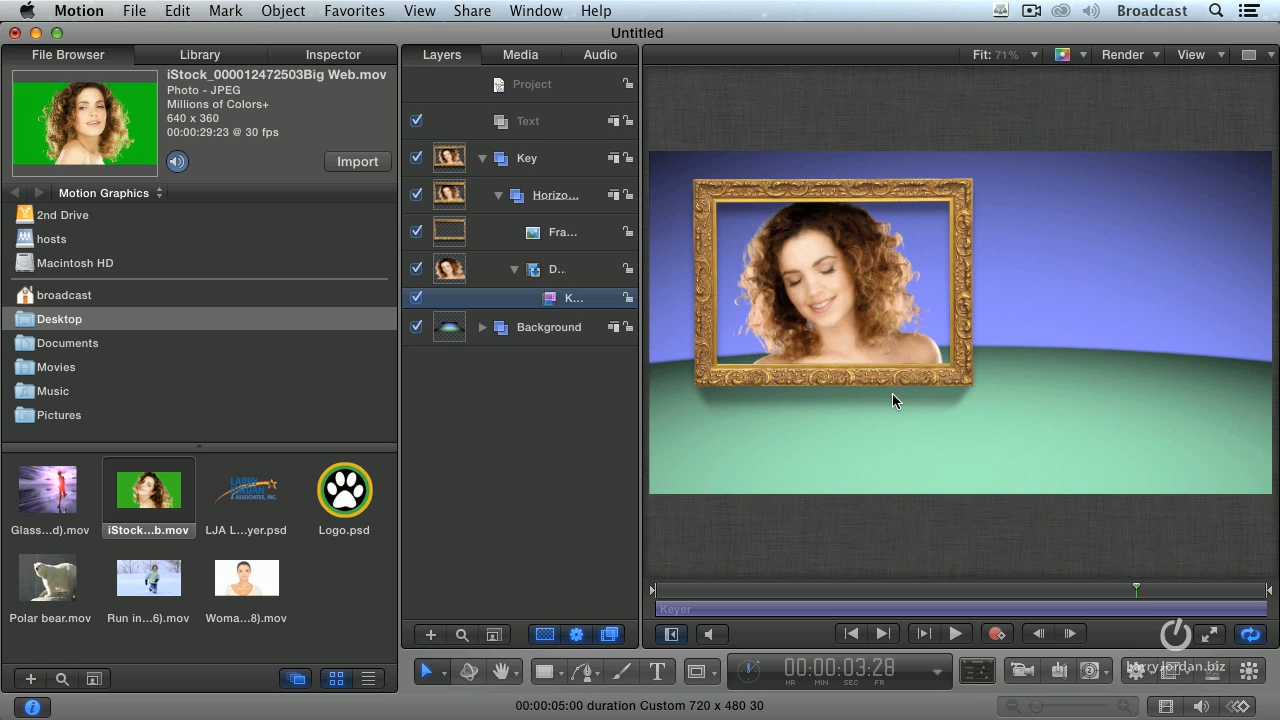 Motion File Edit Mark Object Favorites View Share Window Help Broadcast
Untitled
File Browser Library Inspector
Layers Media Audio
Fit: 71% Render View
iStock_000012472503Big Web.mov
Photo - JPEG
Millions of Colors+
640 x 360
00:00:29:23 @ 30 fps
Import
Motion Graphics
2nd Drive
hosts
Macintosh HD
broadcast
Desktop
Documents
Movies
Music
Pictures
Glass...d).mov
iStock...b.mov
LJA L...yer.psd
Logo.psd
Polar bear.mov
Run in...6).mov
Woma...8).mov
Project
Text
Key
Horizo...
Fra...
D..
K...
Background
Keyer
T
00:00:03:28
HR MIN SEC FR
larryjordan.biz
00:00:05:00 duration Custom 720 x 480 30